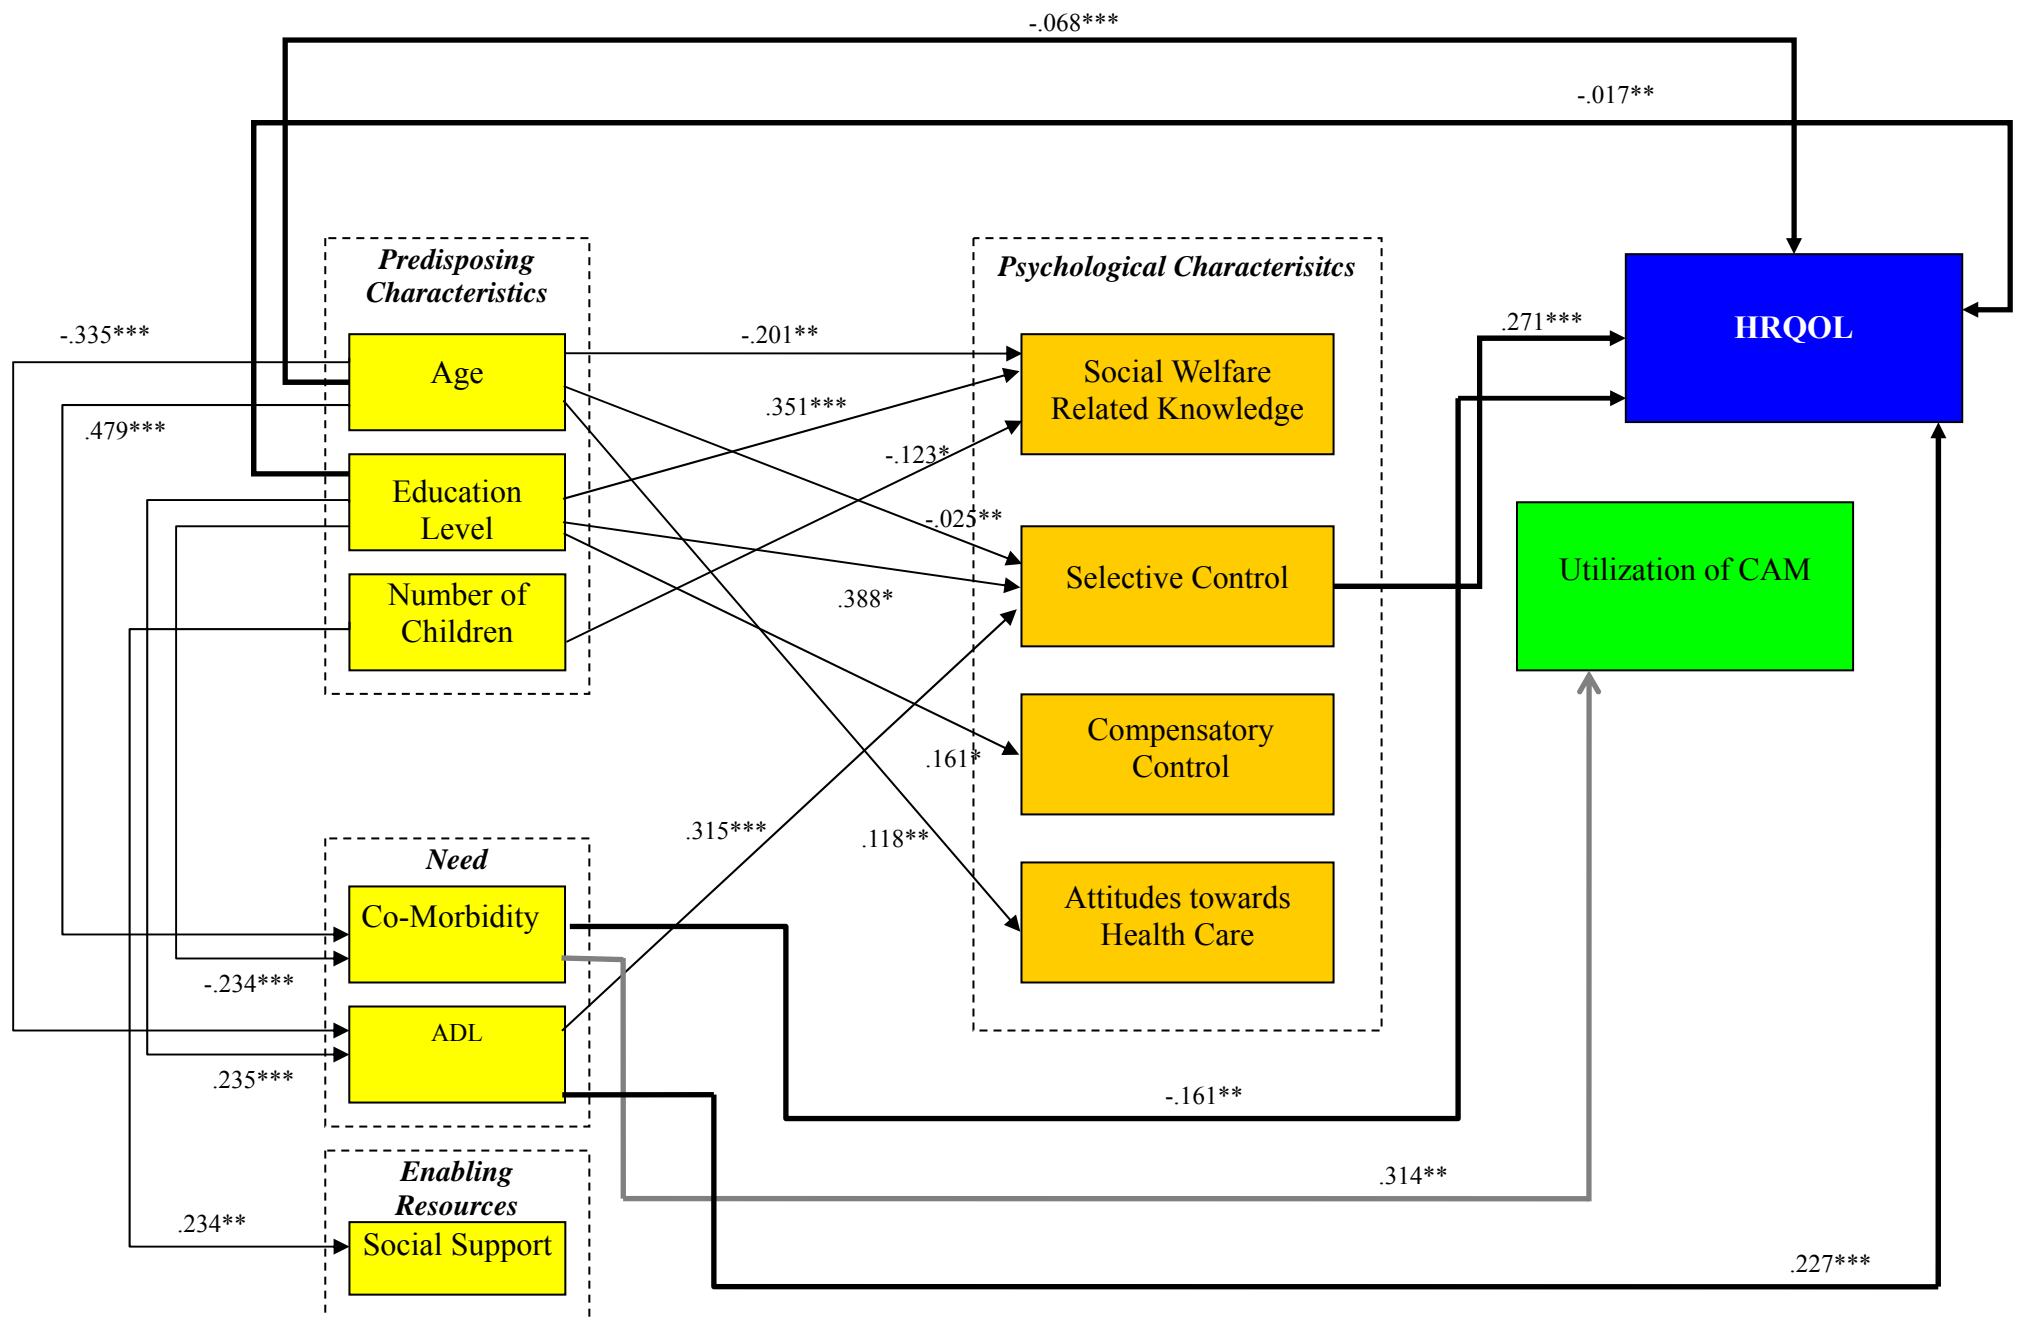 -.068***
-.017**
Predisposing
Characteristics
Psychological Characterisitcs
-.335***
-.201**
.271***
HRQOL
Age
Social Welfare
Related Knowledge
.351***
.479***
-.123*
Education
Level
-.025**
Selective Control
Utilization of CAM
Number of
Children
.388*
Compensatory
Control
.161*
.315***
.118**
Need
Co-Morbidity
Attitudes towards
Health Care
-.234***
ADL
.235***
-.161**
Enabling
Resources
.314**
.234**
Social Support
.227***